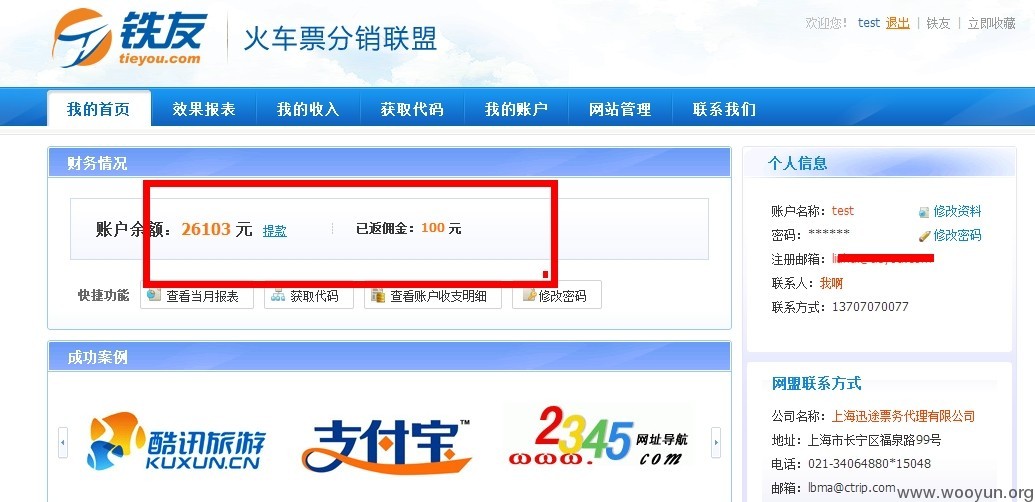 铁友
tieyou.com
火车票分销联盟
欢迎您! test 退出 | 铁友 | 立即收藏
我的首页 效果报表 我的收入 获取代码 我的账户 网站管理 联系我们
财务情况
账户余额：26103 元 提款 已返佣金：100 元
快捷功能 查看当月报表 获取代码 查看账户收支明细 修改密码
成功案例
酷讯旅游
KUXUN.CN
支付宝™
2345 网址导航
.com
个人信息
账户名称：test 修改资料
密码：****** 修改密码
注册邮箱：
联系人：我啊
联系方式：13707070077
网盟联系方式
公司名称：上海迅途票务代理有限公司
地址：上海市长宁区福泉路99号
电话：021-34064880*15048
邮箱：lbma@ctrip.com
www.wooyun.org